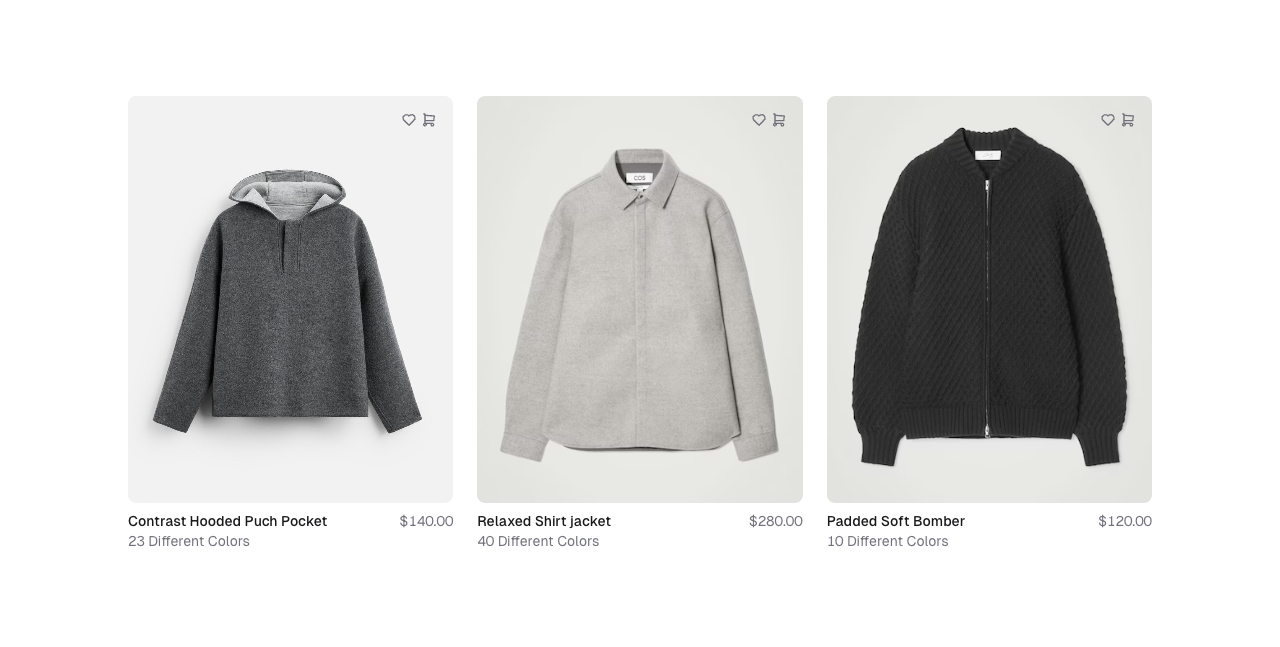 COS
Contrast Hooded Puch Pocket
$140.00
23 Different Colors
Relaxed Shirt jacket
$280.00
40 Different Colors
Padded Soft Bomber
$120.00
10 Different Colors